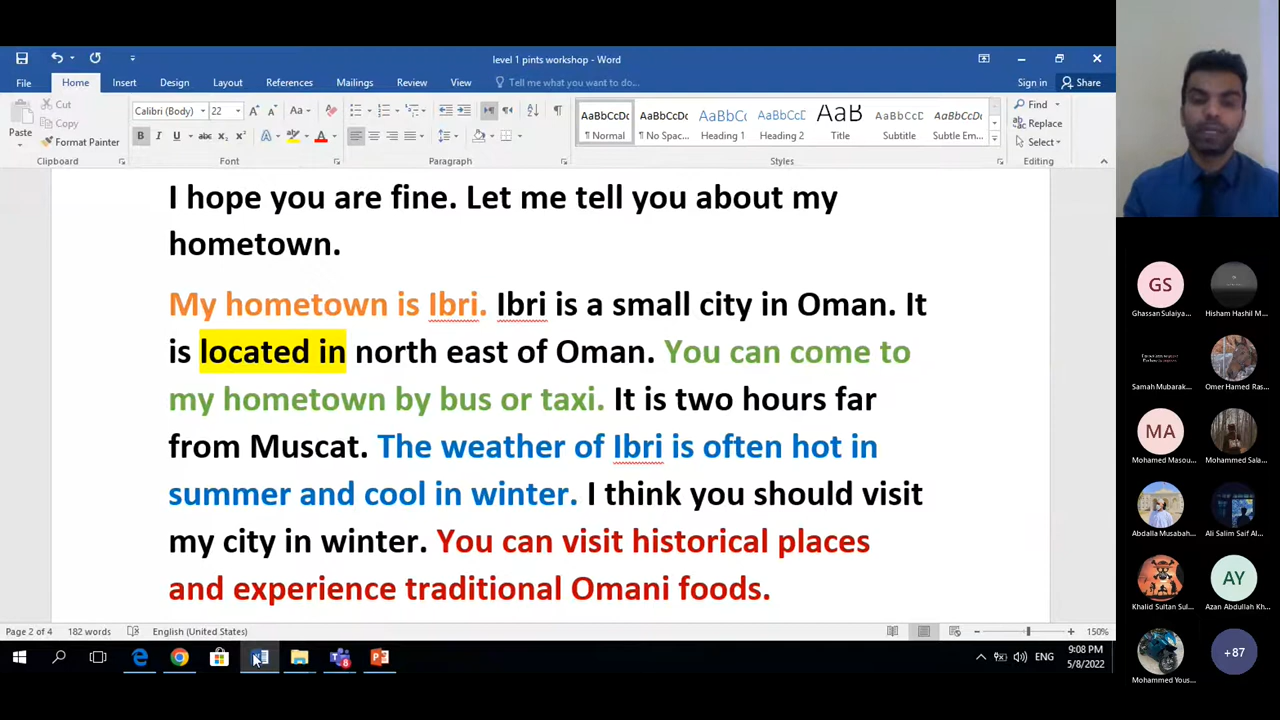 level 1 pints workshop - Word
File Home Insert Design Layout References Mailings Review View Tell me what you want to do... Sign in Share
Paste
Cut
Copy
Format Painter
Clipboard
Calibri (Body) 22
Font
Paragraph
AaBbCcDc AaBbCcDc AaBbCc AaBbCcD AaB AaBbCcD AaBbCcDc
¶ Normal ¶ No Spac... Heading 1 Heading 2 Title Subtitle Subtle Em...
Styles
Find
Replace
Select
Editing
I hope you are fine. Let me tell you about my
hometown.
My hometown is Ibri. Ibri is a small city in Oman. It
is located in north east of Oman. You can come to
my hometown by bus or taxi. It is two hours far
from Muscat. The weather of Ibri is often hot in
summer and cool in winter. I think you should visit
my city in winter. You can visit historical places
and experience traditional Omani foods.
Page 2 of 4 182 words English (United States) 150%
ENG
9:08 PM
5/8/2022
GS
Ghassan Sulaiya...
Hisham Hashil M...
Samah Mubarak...
Omer Hamed Ras...
MA
Mohamed Masou...
Mohammed Sala...
Abdalla Musabah...
Ali Salim Saif Al...
Khalid Sultan Sul...
AY
Azan Abdullah Kh...
Mohammed Yous...
+87